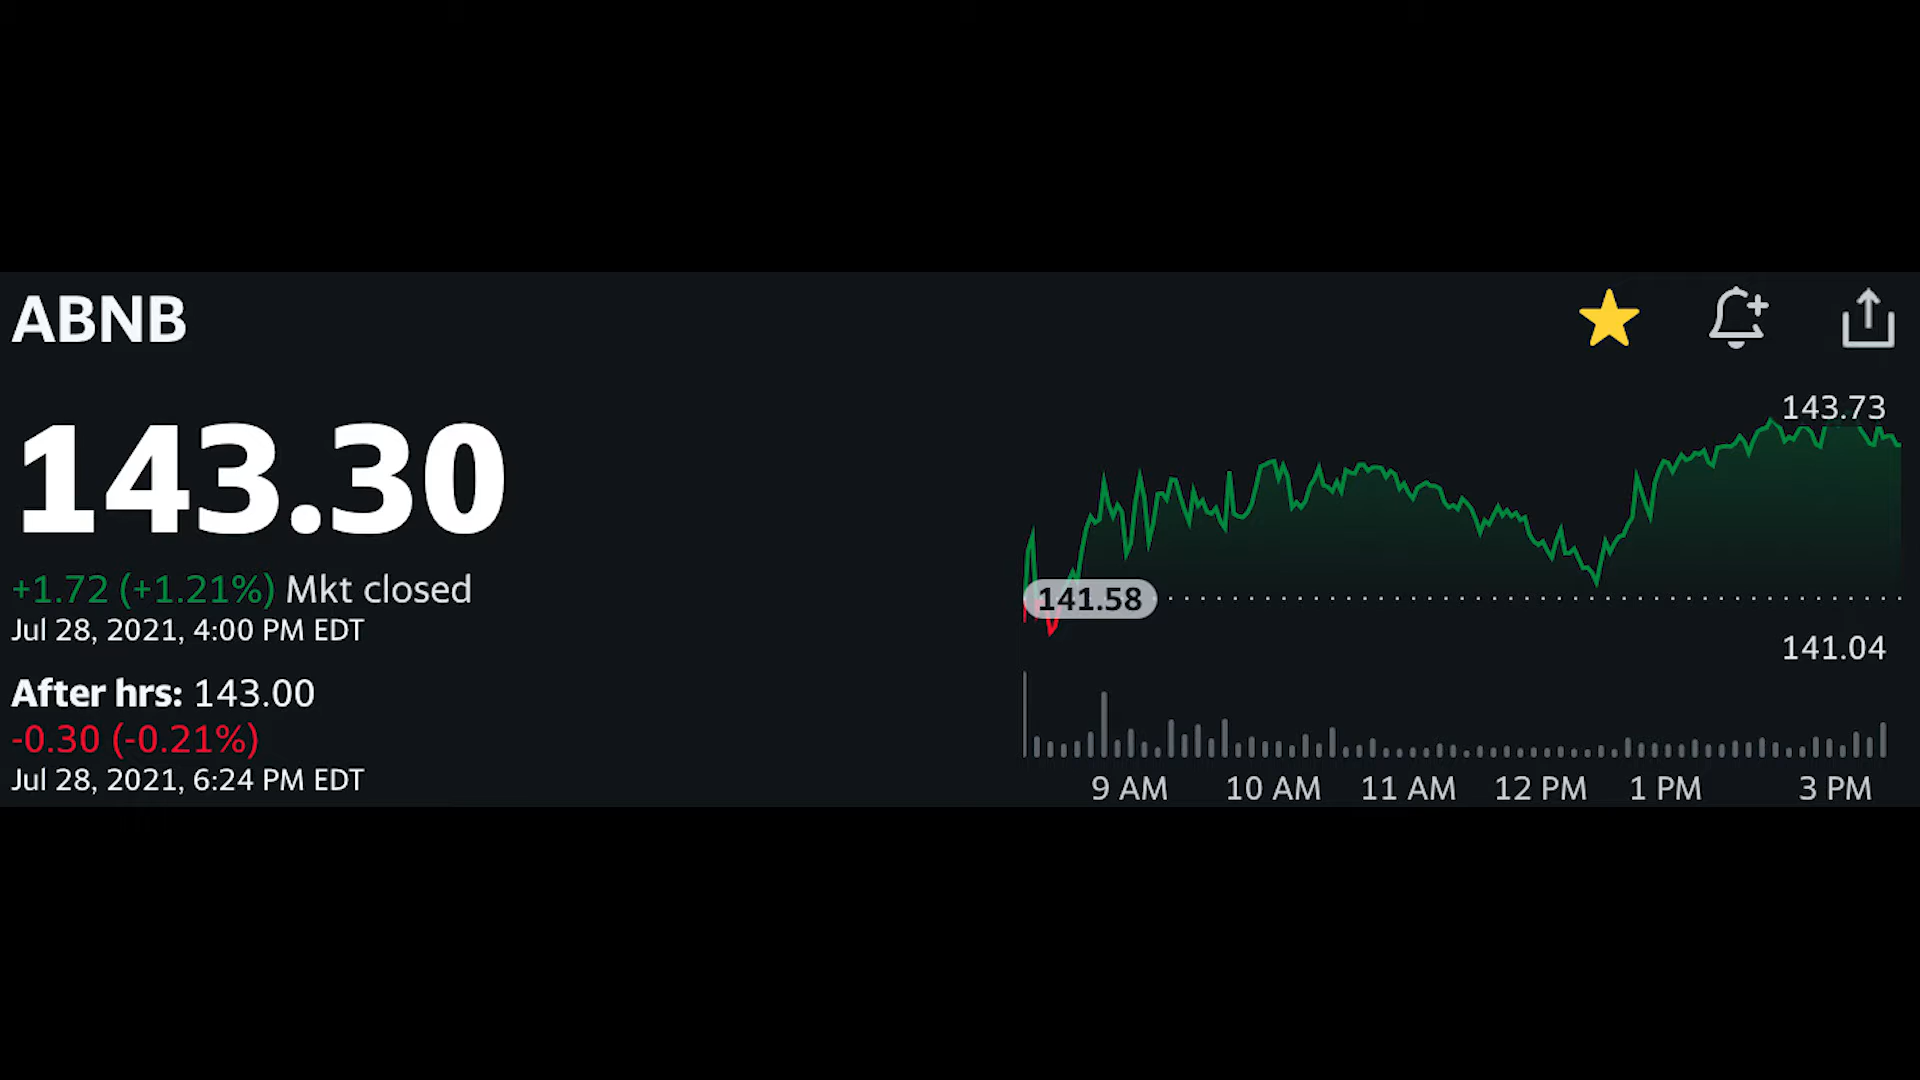 ABNB
143.30
+1.72 (+1.21%) Mkt closed
Jul 28, 2021, 4:00 PM EDT
After hrs: 143.00
-0.30 (-0.21%)
Jul 28, 2021, 6:24 PM EDT
143.73
141.58
141.04
9 AM 10 AM 11 AM 12 PM 1 PM 3 PM